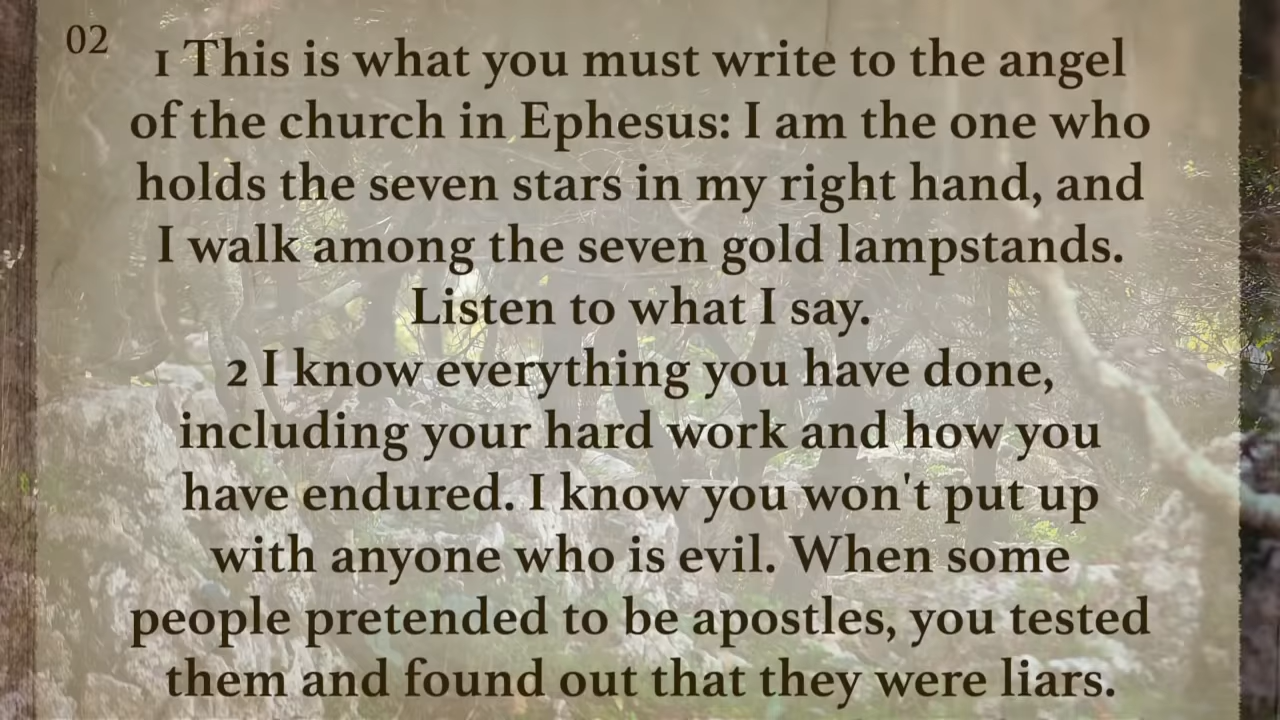 02
1 This is what you must write to the angel
of the church in Ephesus: I am the one who
holds the seven stars in my right hand, and
I walk among the seven gold lampstands.
Listen to what I say.
2 I know everything you have done,
including your hard work and how you
have endured. I know you won't put up
with anyone who is evil. When some
people pretended to be apostles, you tested
them and found out that they were liars.